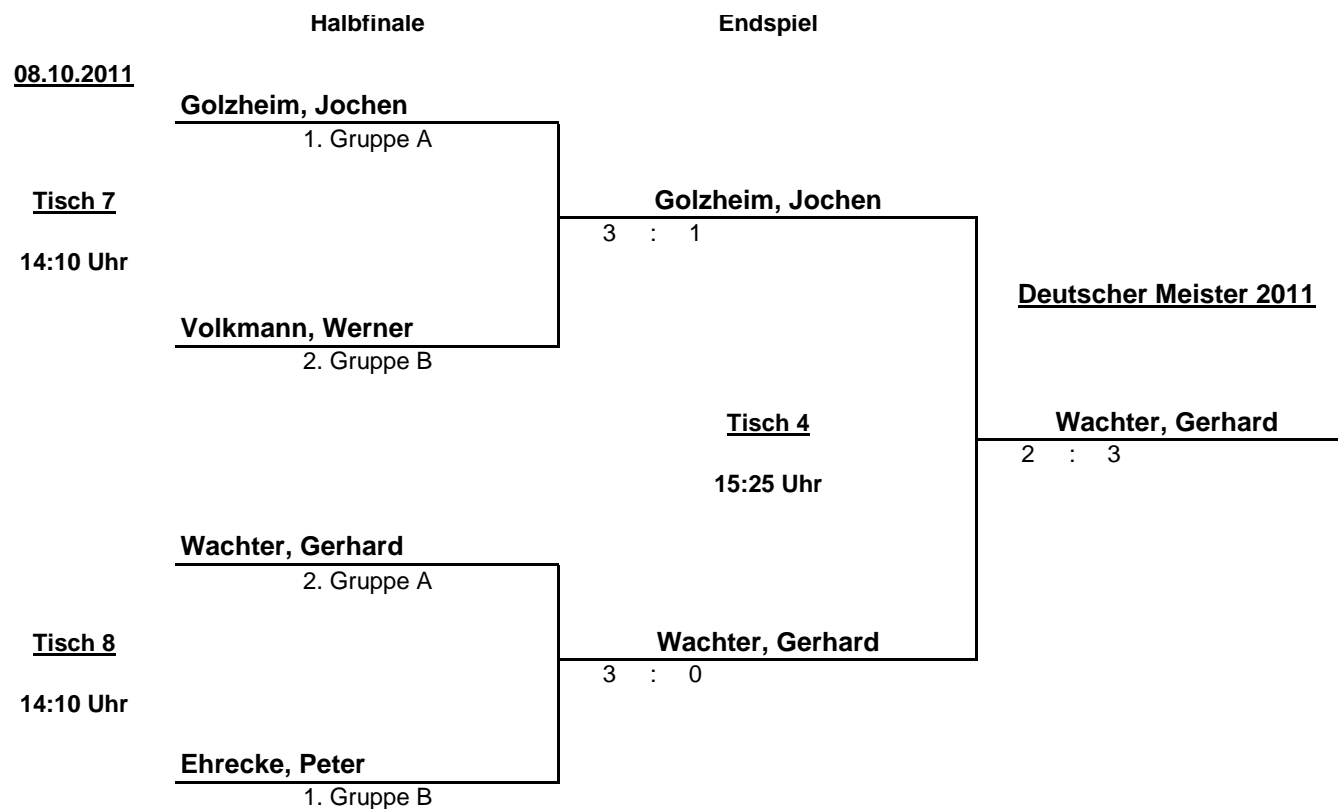 Halbfinale Endspiel
08.10.2011
Golzheim, Jochen
1. Gruppe A
Tisch 7 Golzheim, Jochen
3 : 1
14:10 Uhr
Deutscher Meister 2011
Volkmann, Werner
2. Gruppe B
Tisch 4 Wachter, Gerhard
2 : 3
15:25 Uhr
Wachter, Gerhard
2. Gruppe A
Tisch 8 Wachter, Gerhard
3 : 0
14:10 Uhr
Ehrecke, Peter
1. Gruppe B